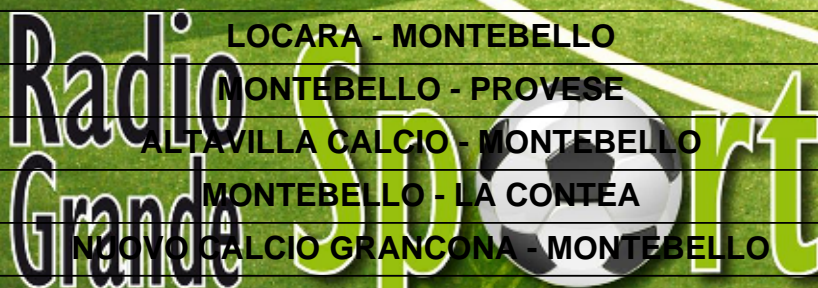 Radio
Grande
Sport
LOCARA - MONTEBELLO
MONTEBELLO - PROVESE
ALTAVILLA CALCIO - MONTEBELLO
MONTEBELLO - LA CONTEA
NUOVO CALCIO GRANCONA - MONTEBELLO